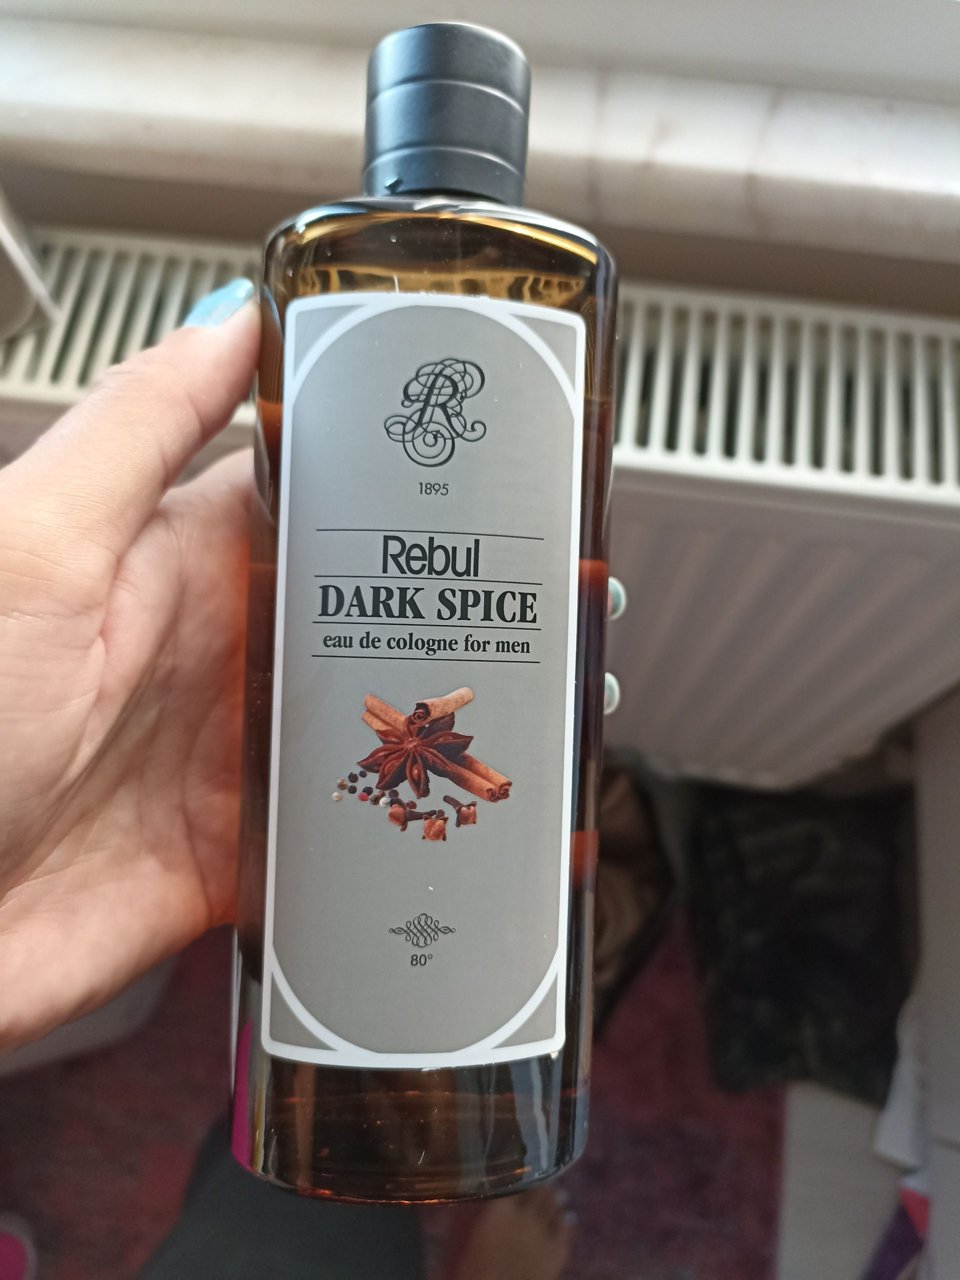 R
1895
Rebul
DARK SPICE
eau de cologne for men
80°